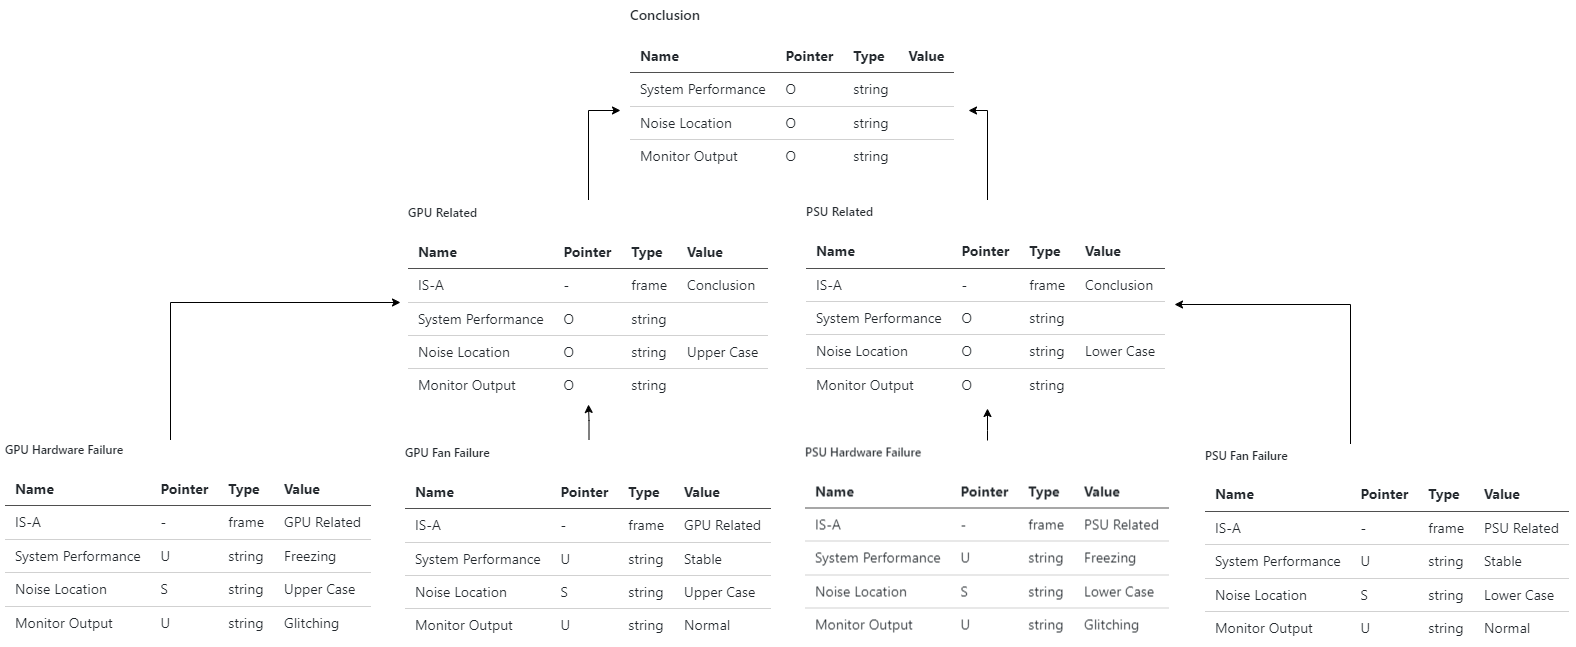 Conclusion
Name Pointer Type Value
System Performance O string
Noise Location O string
Monitor Output O string
GPU Related
Name Pointer Type Value
IS-A - frame Conclusion
System Performance O string
Noise Location O string Upper Case
Monitor Output O string
PSU Related
Name Pointer Type Value
IS-A - frame Conclusion
System Performance O string
Noise Location O string Lower Case
Monitor Output O string
GPU Hardware Failure
Name Pointer Type Value
IS-A - frame GPU Related
System Performance U string Freezing
Noise Location S string Upper Case
Monitor Output U string Glitching
GPU Fan Failure
Name Pointer Type Value
IS-A - frame GPU Related
System Performance U string Stable
Noise Location S string Upper Case
Monitor Output U string Normal
PSU Hardware Failure
Name Pointer Type Value
IS-A - frame PSU Related
System Performance U string Freezing
Noise Location S string Lower Case
Monitor Output U string Glitching
PSU Fan Failure
Name Pointer Type Value
IS-A - frame PSU Related
System Performance U string Stable
Noise Location S string Lower Case
Monitor Output U string Normal